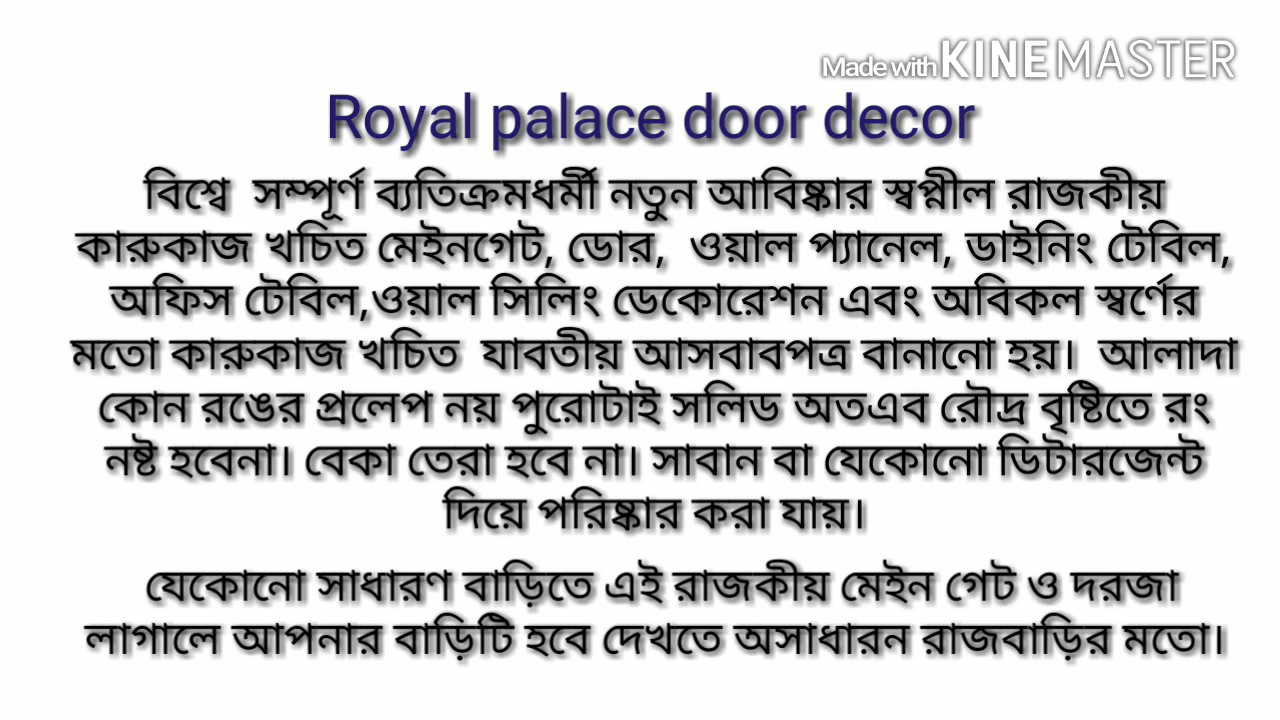 Made with KINEMASTER
Royal palace door decor
বিশ্বে  সম্পূর্ণ ব্যতিক্রমধর্মী নতুন আবিষ্কার স্বপ্নীল রাজকীয়
কারুকাজ খচিত মেইনগেট, ডোর,  ওয়াল প্যানেল, ডাইনিং টেবিল,
অফিস টেবিল,ওয়াল সিলিং ডেকোরেশন এবং অবিকল স্বর্ণের
মতো কারুকাজ খচিত  যাবতীয় আসবাবপত্র বানানো হয়।  আলাদা
কোন রঙের প্রলেপ নয় পুরোটাই সলিড অতএব রৌদ্র বৃষ্টিতে রং
নষ্ট হবেনা। বেকা তেরা হবে না। সাবান বা যেকোনো ডিটারজেন্ট
দিয়ে পরিষ্কার করা যায়।
যেকোনো সাধারণ বাড়িতে এই রাজকীয় মেইন গেট ও দরজা
লাগালে আপনার বাড়িটি হবে দেখতে অসাধারন রাজবাড়ির মতো।